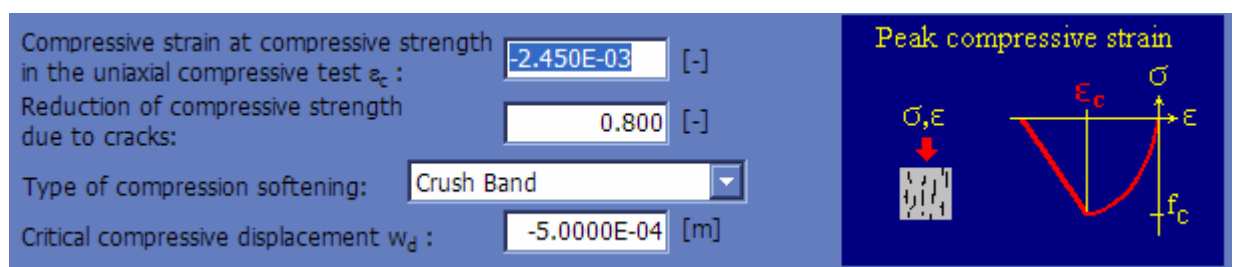 Compressive strain at compressive strength
in the uniaxial compressive test εc :
-2.450E-03 [-]
Reduction of compressive strength
due to cracks:
0.800 [-]
Type of compression softening: Crush Band
Critical compressive displacement wd : -5.0000E-04 [m]
Peak compressive strain
σ
εc
ε
σ,ε
fc